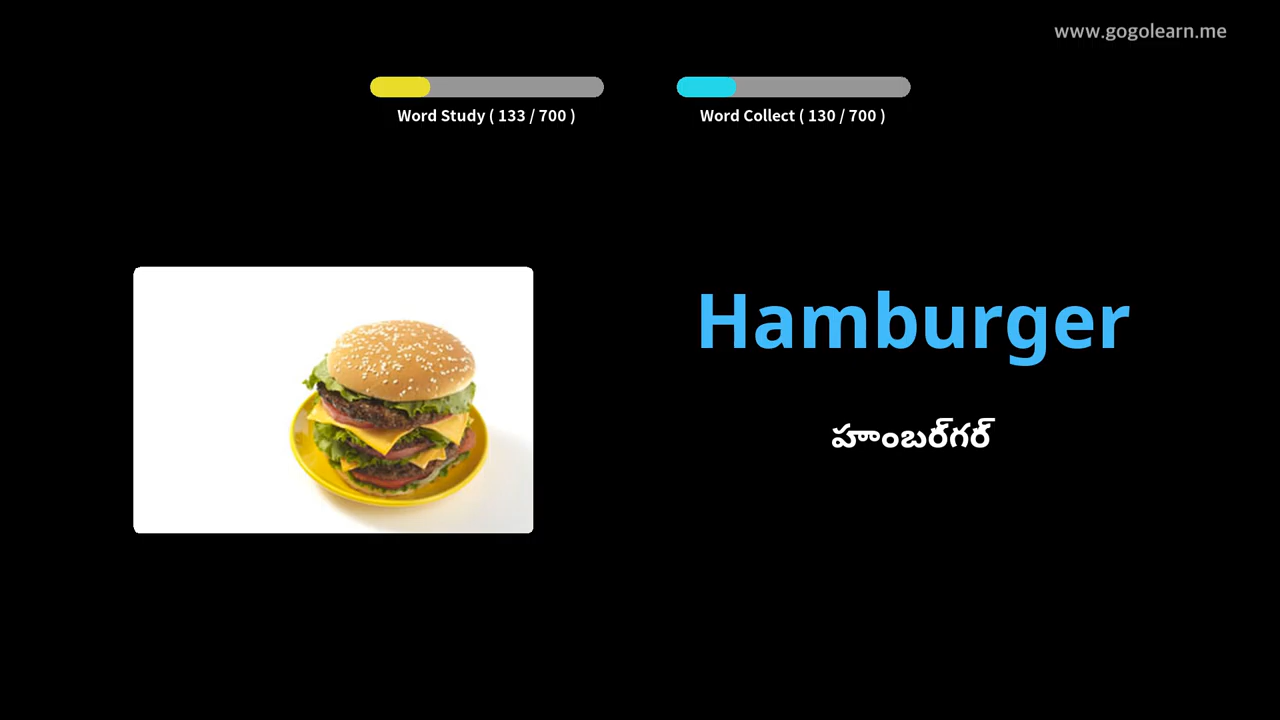 www.gogolearn.me
Word Study ( 133 / 700 )
Word Collect ( 130 / 700 )
Hamburger
హాంబర్‌గర్